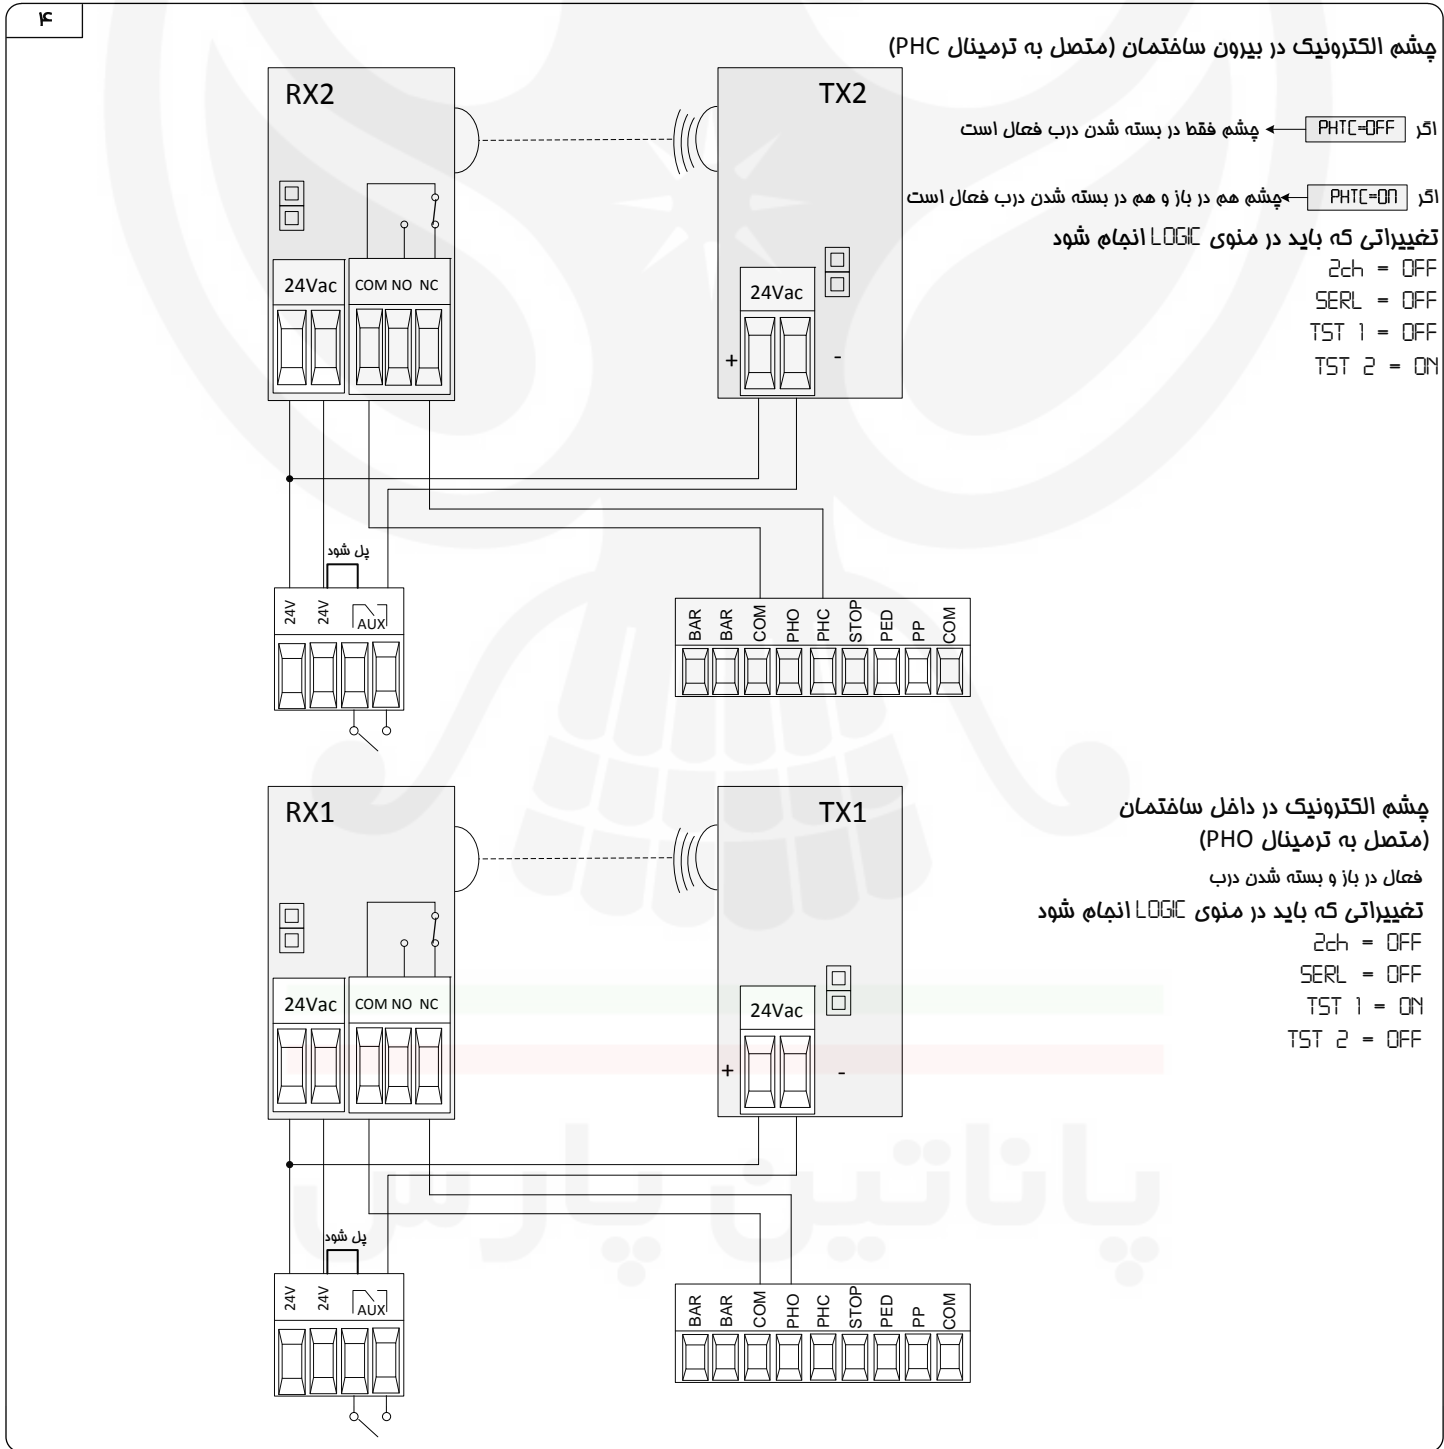 ۴
چشم الکترونیک در بیرون ساختمان (متصل به ترمینال PHC)
اگر PHTC=OFF چشم فقط در بسته شدن درب فعال است
اگر PHTC=ON چشم هم در باز و هم در بسته شدن درب فعال است
تغییراتی که باید در منوی LOGIC انجام شود
2ch = OFF
SERL = OFF
TST 1 = OFF
TST 2 = ON
RX2
TX2
24Vac
COM NO NC
24Vac
+ -
پل شود
24V 24V AUX
BAR BAR COM PHO PHC STOP PED PP COM
چشم الکترونیک در داخل ساختمان
(متصل به ترمینال PHO)
فعال در باز و بسته شدن درب
تغییراتی که باید در منوی LOGIC انجام شود
2ch = OFF
SERL = OFF
TST 1 = ON
TST 2 = OFF
RX1
TX1
24Vac
COM NO NC
24Vac
+ -
پل شود
24V 24V AUX
BAR BAR COM PHO PHC STOP PED PP COM
پاناتین پارس